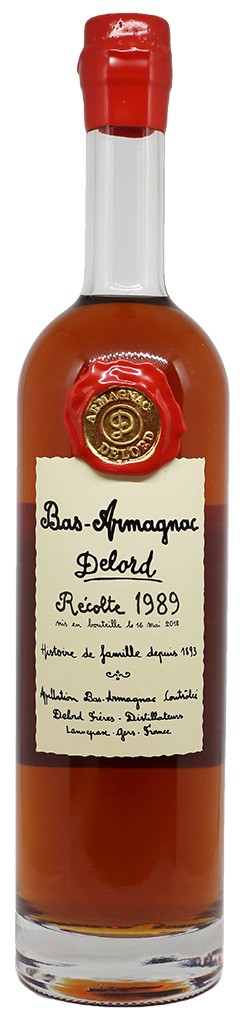 ARMAGNAC
DELORD
Bas-Armagnac
Delord
Récolte 1989
mis en bouteille le 16 mai 2018
Histoire de famille depuis 1893
Appellation Bas-Armagnac Contrôlée
Delord Frères - Distillateurs
Lannepax - Gers - France